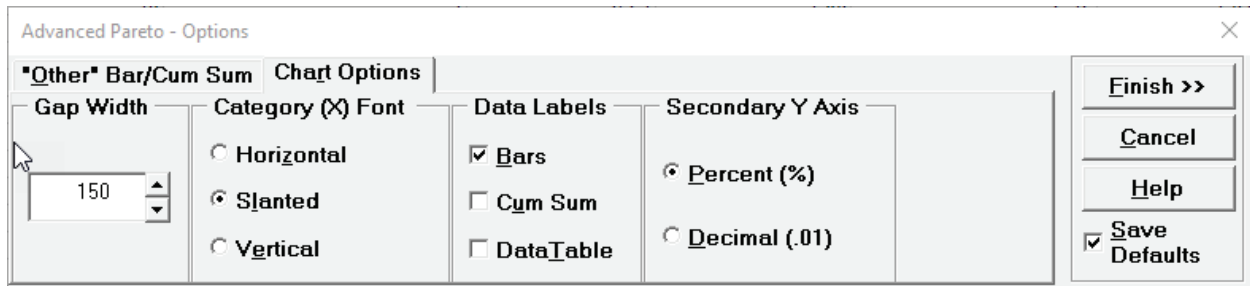 Advanced Pareto - Options
"Other" Bar/Cum Sum
Chart Options
Gap Width
150
Category (X) Font
Horizontal
Slanted
Vertical
Data Labels
Bars
Cum Sum
DataTable
Secondary Y Axis
Percent (%)
Decimal (.01)
Finish >>
Cancel
Help
Save
Defaults